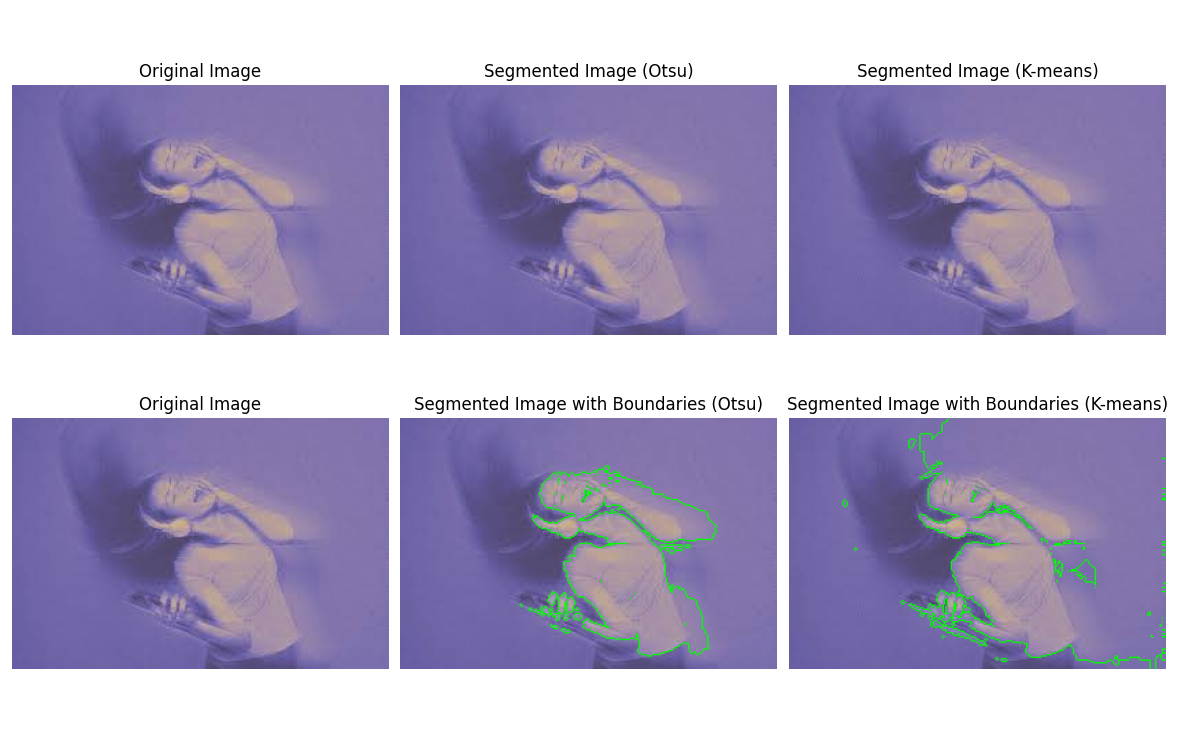 Original Image
Segmented Image (Otsu)
Segmented Image (K-means)
Original Image
Segmented Image with Boundaries (Otsu)
Segmented Image with Boundaries (K-means)